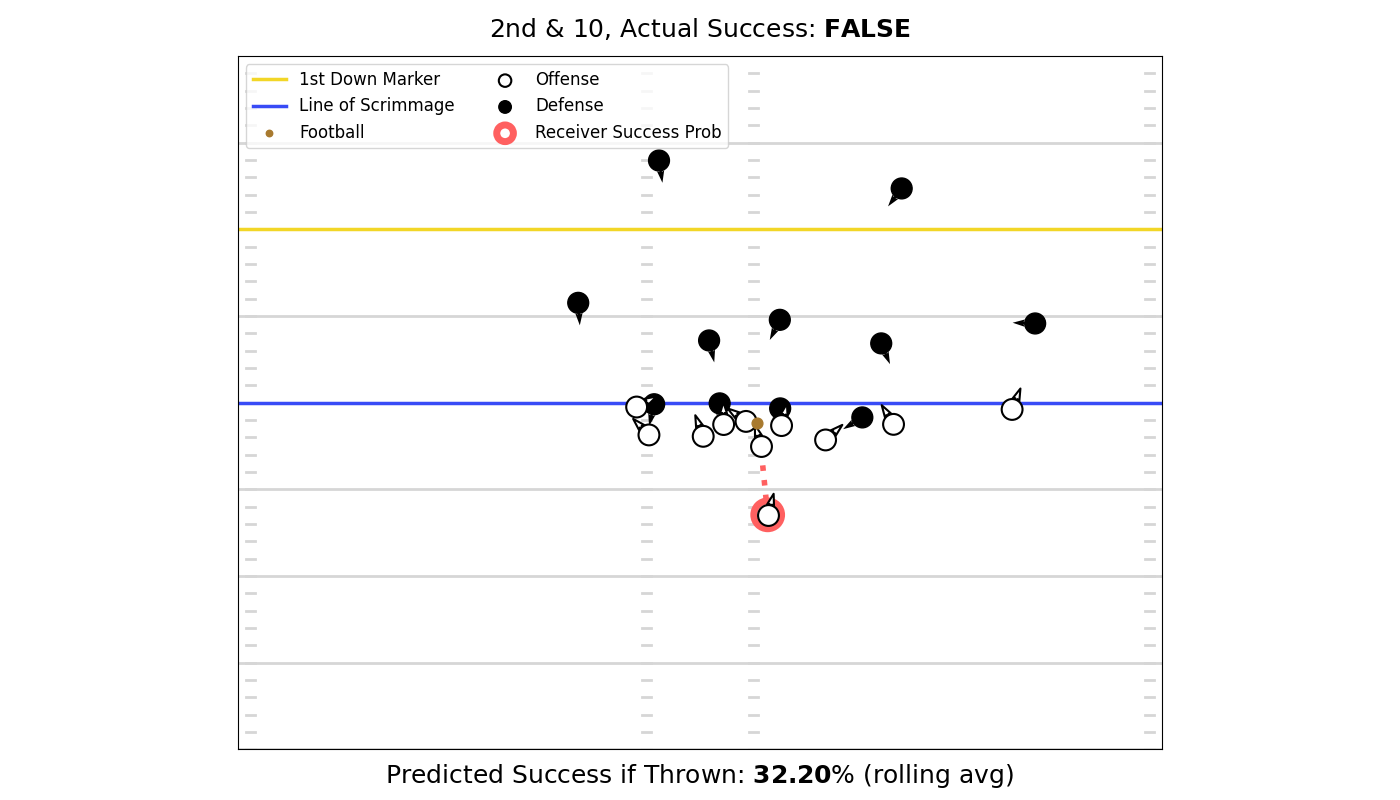 2nd & 10, Actual Success: FALSE
1st Down Marker
Line of Scrimmage
Football
Offense
Defense
Receiver Success Prob
Predicted Success if Thrown: 32.20% (rolling avg)